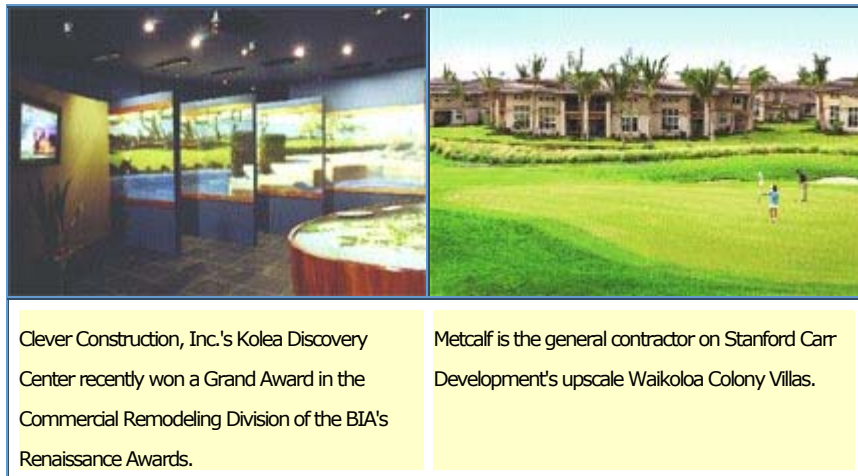 Clever Construction, Inc.'s Kolea Discovery
Center recently won a Grand Award in the
Commercial Remodeling Division of the BIA's
Renaissance Awards.
Metcalf is the general contractor on Stanford Carr
Development's upscale Waikoloa Colony Villas.